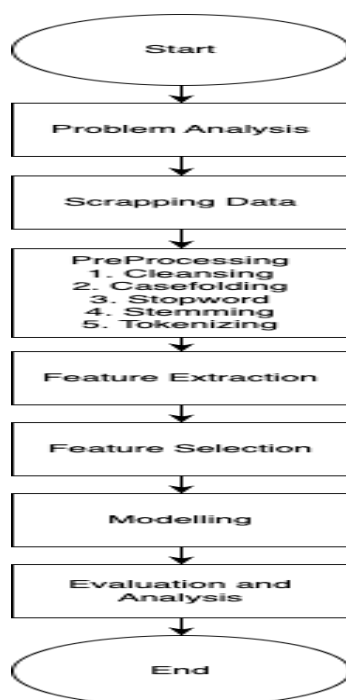 Start
Problem Analysis
Scrapping Data
PreProcessing
1. Cleansing
2. Casefolding
3. Stopword
4. Stemming
5. Tokenizing
Feature Extraction
Feature Selection
Modelling
Evaluation and
Analysis
End